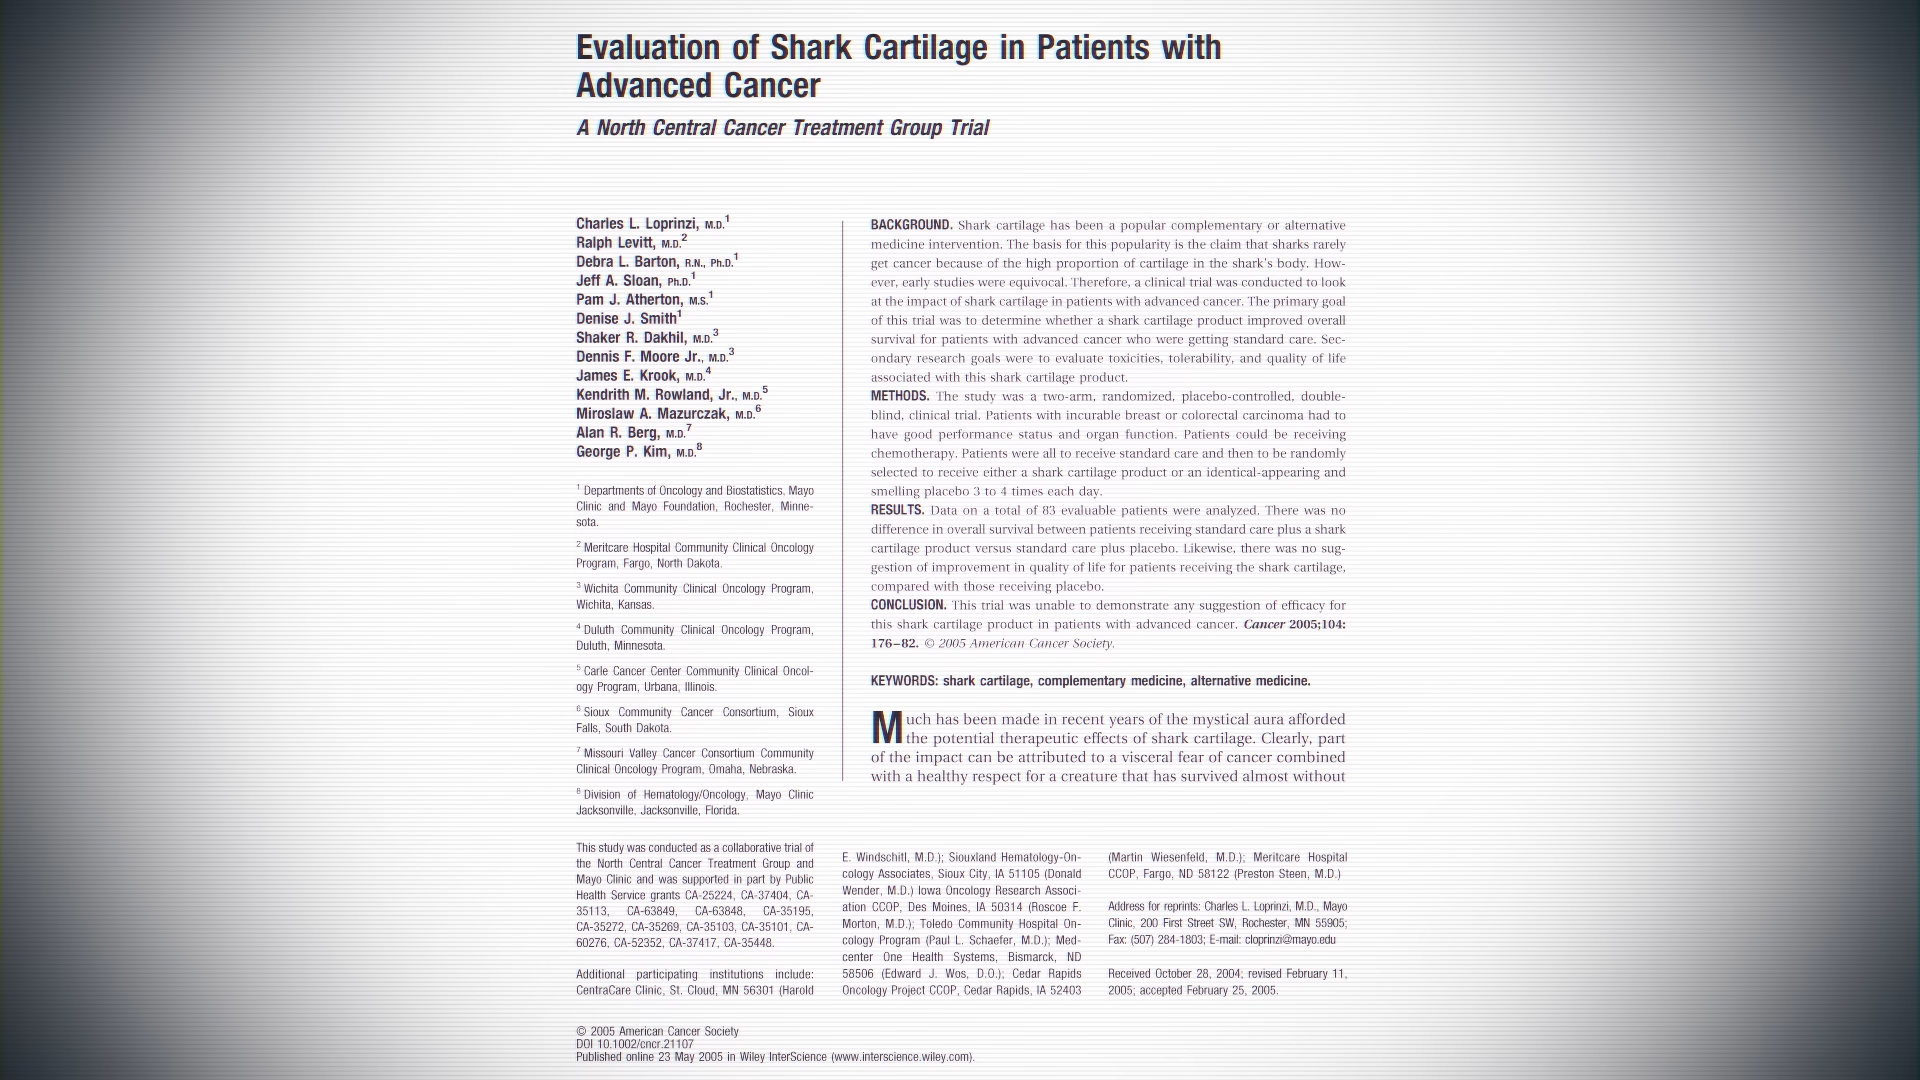 Evaluation of Shark Cartilage in Patients with
Advanced Cancer
A North Central Cancer Treatment Group Trial
Charles L. Loprinzi, M.D.1
Ralph Levitt, M.D.2
Debra L. Barton, R.N., Ph.D.1
Jeff A. Sloan, Ph.D.1
Pam J. Atherton, M.S.1
Denise J. Smith1
Shaker R. Dakhil, M.D.3
Dennis F. Moore Jr., M.D.3
James E. Krook, M.D.4
Kendrith M. Rowland, Jr., M.D.5
Miroslaw A. Mazurczak, M.D.6
Alan R. Berg, M.D.7
George P. Kim, M.D.8
1 Departments of Oncology and Biostatistics, Mayo
Clinic and Mayo Foundation, Rochester, Minne-
sota.
2 Meritcare Hospital Community Clinical Oncology
Program, Fargo, North Dakota.
3 Wichita Community Clinical Oncology Program,
Wichita, Kansas.
4 Duluth Community Clinical Oncology Program,
Duluth, Minnesota.
5 Carle Cancer Center Community Clinical Oncol-
ogy Program, Urbana, Illinois.
6 Sioux Community Cancer Consortium, Sioux
Falls, South Dakota.
7 Missouri Valley Cancer Consortium Community
Clinical Oncology Program, Omaha, Nebraska.
8 Division of Hematology/Oncology, Mayo Clinic
Jacksonville, Jacksonville, Florida.
BACKGROUND. Shark cartilage has been a popular complementary or alternative
medicine intervention. The basis for this popularity is the claim that sharks rarely
get cancer because of the high proportion of cartilage in the shark's body. How-
ever, early studies were equivocal. Therefore, a clinical trial was conducted to look
at the impact of shark cartilage in patients with advanced cancer. The primary goal
of this trial was to determine whether a shark cartilage product improved overall
survival for patients with advanced cancer who were getting standard care. Sec-
ondary research goals were to evaluate toxicities, tolerability, and quality of life
associated with this shark cartilage product.
METHODS. The study was a two-arm, randomized, placebo-controlled, double-
blind, clinical trial. Patients with incurable breast or colorectal carcinoma had to
have good performance status and organ function. Patients could be receiving
chemotherapy. Patients were all to receive standard care and then to be randomly
selected to receive either a shark cartilage product or an identical-appearing and
smelling placebo 3 to 4 times each day.
RESULTS. Data on a total of 83 evaluable patients were analyzed. There was no
difference in overall survival between patients receiving standard care plus a shark
cartilage product versus standard care plus placebo. Likewise, there was no sug-
gestion of improvement in quality of life for patients receiving the shark cartilage,
compared with those receiving placebo.
CONCLUSION. This trial was unable to demonstrate any suggestion of efficacy for
this shark cartilage product in patients with advanced cancer. Cancer 2005;104:
176–82. © 2005 American Cancer Society.
KEYWORDS: shark cartilage, complementary medicine, alternative medicine.
Much has been made in recent years of the mystical aura afforded
the potential therapeutic effects of shark cartilage. Clearly, part
of the impact can be attributed to a visceral fear of cancer combined
with a healthy respect for a creature that has survived almost without
This study was conducted as a collaborative trial of
the North Central Cancer Treatment Group and
Mayo Clinic and was supported in part by Public
Health Service grants CA-25224, CA-37404, CA-
35113, CA-63849, CA-63848, CA-35195,
CA-35272, CA-35269, CA-35103, CA-35101, CA-
60276, CA-52352, CA-37417, CA-35448.
Additional participating institutions include:
CentraCare Clinic, St. Cloud, MN 56301 (Harold
E. Windschitl, M.D.); Siouxland Hematology-On-
cology Associates, Sioux City, IA 51105 (Donald
Wender, M.D.) Iowa Oncology Research Associ-
ation CCOP, Des Moines, IA 50314 (Roscoe F.
Morton, M.D.); Toledo Community Hospital On-
cology Program (Paul L. Schaefer, M.D.); Med-
center One Health Systems, Bismarck, ND
58506 (Edward J. Wos, D.O.); Cedar Rapids
Oncology Project CCOP, Cedar Rapids, IA 52403
(Martin Wiesenfeld, M.D.); Meritcare Hospital
CCOP, Fargo, ND 58122 (Preston Steen, M.D.)
Address for reprints: Charles L. Loprinzi, M.D., Mayo
Clinic, 200 First Street SW, Rochester, MN 55905;
Fax: (507) 284-1803; E-mail: cloprinzi@mayo.edu
Received October 28, 2004; revised February 11,
2005; accepted February 25, 2005.
© 2005 American Cancer Society
DOI 10.1002/cncr.21107
Published online 23 May 2005 in Wiley InterScience (www.interscience.wiley.com).